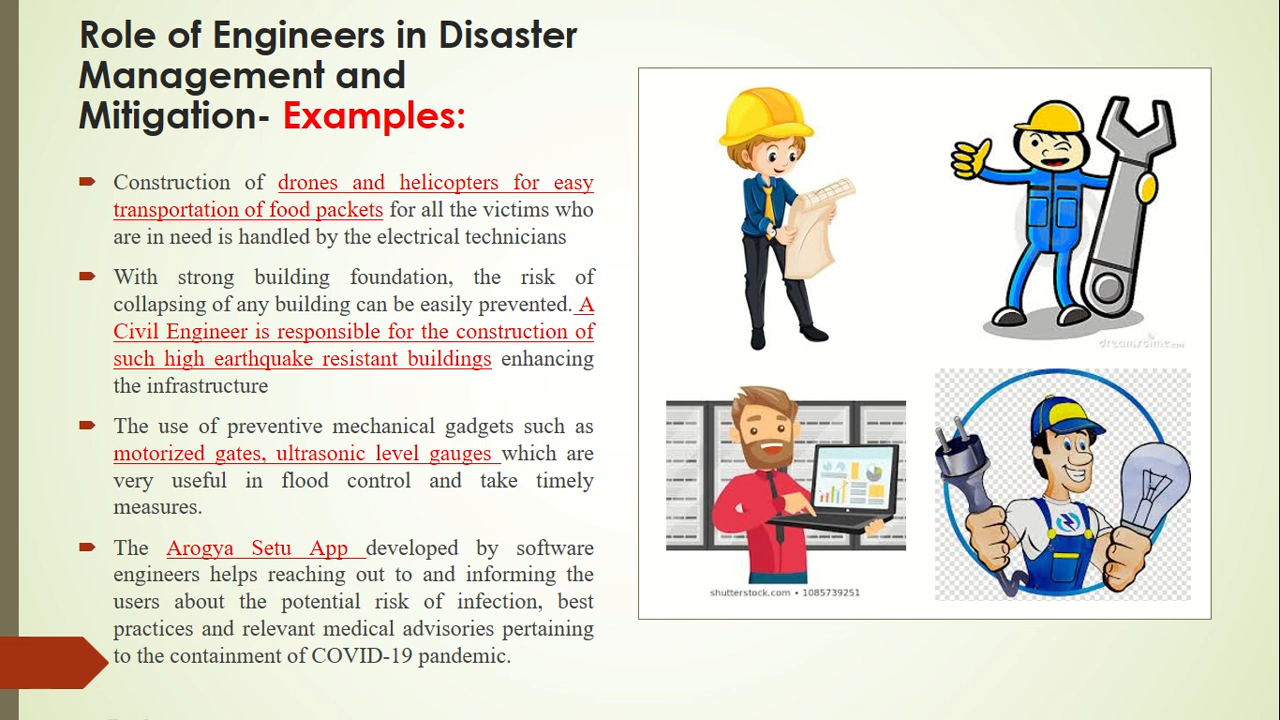 Role of Engineers in Disaster
Management and
Mitigation- Examples:
Construction of drones and helicopters for easy
transportation of food packets for all the victims who
are in need is handled by the electrical technicians
With strong building foundation, the risk of
collapsing of any building can be easily prevented. A
Civil Engineer is responsible for the construction of
such high earthquake resistant buildings enhancing
the infrastructure
The use of preventive mechanical gadgets such as
motorized gates, ultrasonic level gauges which are
very useful in flood control and take timely
measures.
The Arogya Setu App developed by software
engineers helps reaching out to and informing the
users about the potential risk of infection, best
practices and relevant medical advisories pertaining
to the containment of COVID-19 pandemic.
dreamstime.com
shutterstock.com • 1085739251